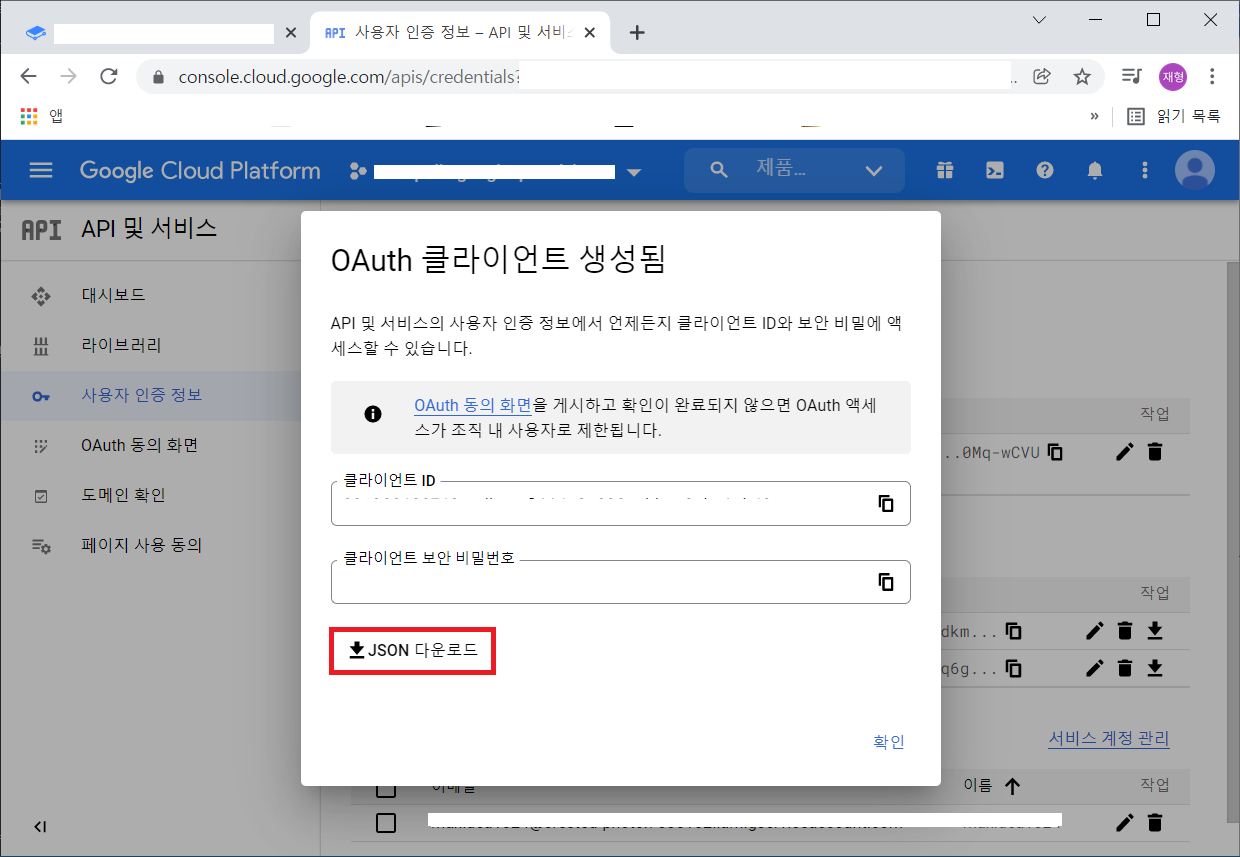 API 사용자 인증 정보 – API 및 서비스
console.cloud.google.com/apis/credentials?
재형
앱
»
읽기 목록
Google Cloud Platform
제품...
API API 및 서비스
대시보드
라이브러리
사용자 인증 정보
OAuth 동의 화면
도메인 확인
페이지 사용 동의
OAuth 클라이언트 생성됨
API 및 서비스의 사용자 인증 정보에서 언제든지 클라이언트 ID와 보안 비밀에 액
세스할 수 있습니다.
OAuth 동의 화면을 게시하고 확인이 완료되지 않으면 OAuth 액세
스가 조직 내 사용자로 제한됩니다.
클라이언트 ID
클라이언트 보안 비밀번호
JSON 다운로드
확인
작업
..0Mq-wCVU
작업
dkm...
q6g...
서비스 계정 관리
이메일
이름
작업